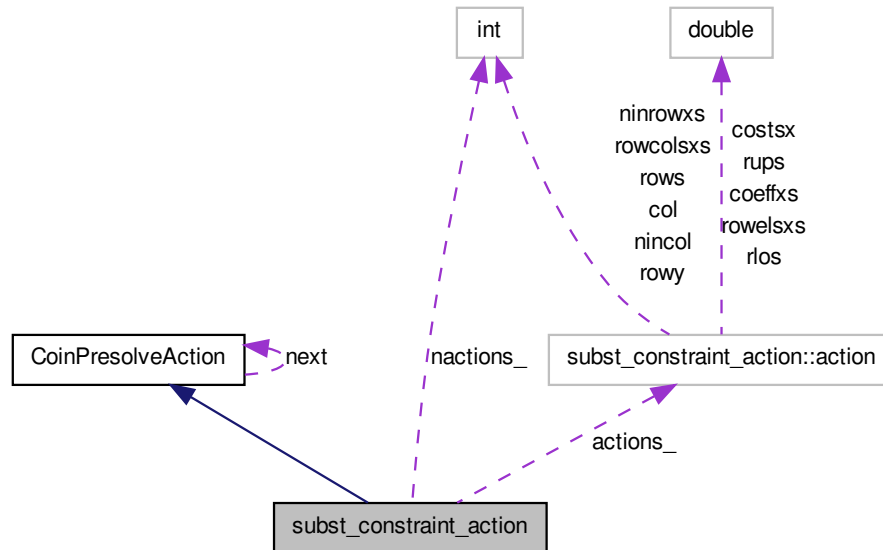 int
double
ninrowxs
rowcolsxs
rows
col
nincol
rowy
costsx
rups
coeffxs
rowelsxs
rlos
CoinPresolveAction
next
nactions_
subst_constraint_action::action
actions_
subst_constraint_action